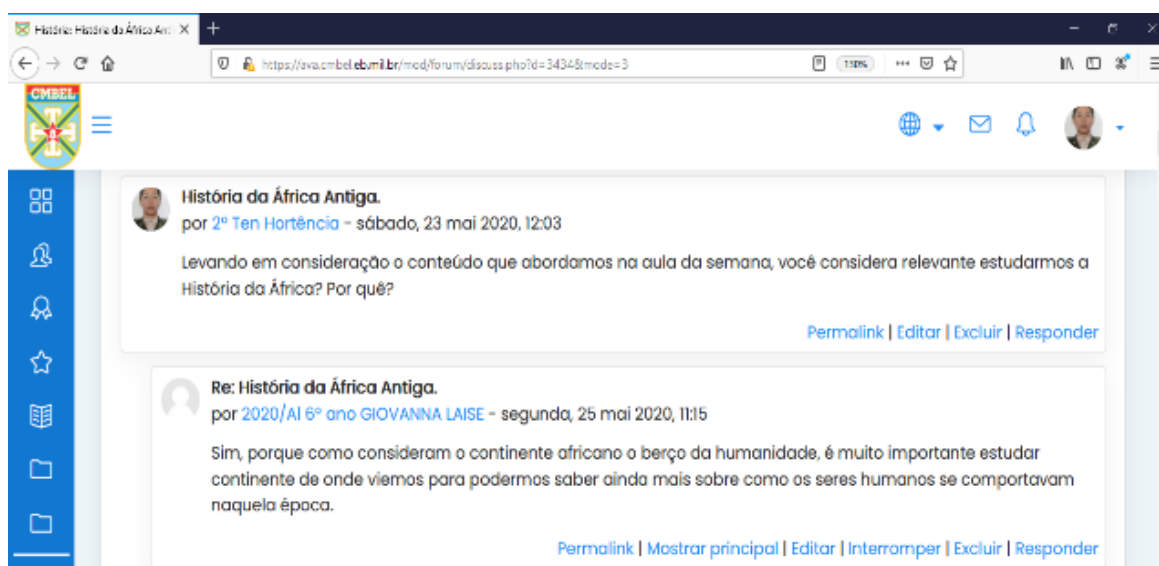 História: História da África Ant
https://ava.cmbel.eb.mil.br/mod/forum/discuss.php?d=3434&mode=3
130%
CMBEL
História da África Antiga.
por 2º Ten Hortência - sábado, 23 mai 2020, 12:03
Levando em consideração o conteúdo que abordamos na aula da semana, você considera relevante estudarmos a
História da África? Por quê?
Permalink | Editar | Excluir | Responder
Re: História da África Antiga.
por 2020/Al 6º ano GIOVANNA LAISE - segunda, 25 mai 2020, 11:15
Sim, porque como consideram o continente africano o berço da humanidade, é muito importante estudar
continente de onde viemos para podermos saber ainda mais sobre como os seres humanos se comportavam
naquela época.
Permalink | Mostrar principal | Editar | Interromper | Excluir | Responder